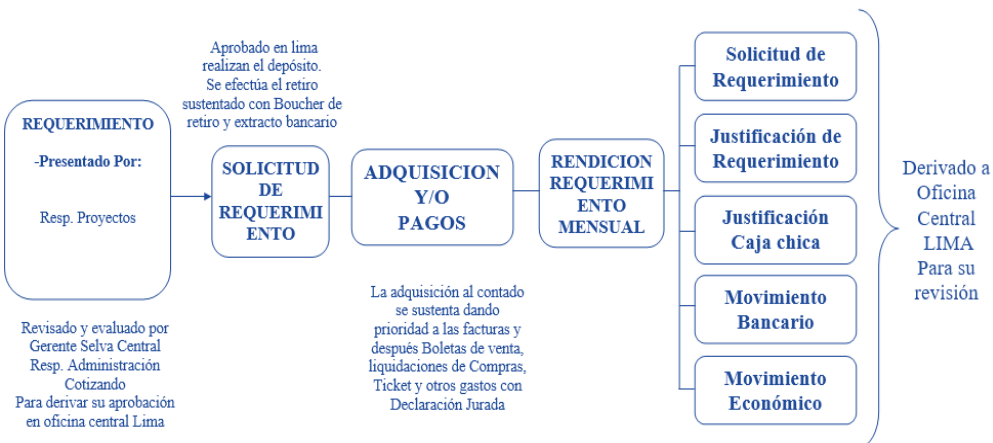 REQUERIMIENTO
-Presentado Por:
Resp. Proyectos
Revisado y evaluado por
Gerente Selva Central
Resp. Administración
Cotizando
Para derivar su aprobación
en oficina central Lima
Aprobado en lima
realizan el depósito.
Se efectúa el retiro
sustentado con Boucher de
retiro y extracto bancario
SOLICITUD
DE
REQUERIMI
ENTO
ADQUISICION
Y/O
PAGOS
La adquisición al contado
se sustenta dando
prioridad a las facturas y
después Boletas de venta,
liquidaciones de Compras,
Ticket y otros gastos con
Declaración Jurada
RENDICION
REQUERIMI
ENTO
MENSUAL
Solicitud de
Requerimiento
Justificación de
Requerimiento
Justificación
Caja chica
Movimiento
Bancario
Movimiento
Económico
Derivado a
Oficina
Central
LIMA
Para su
revisión